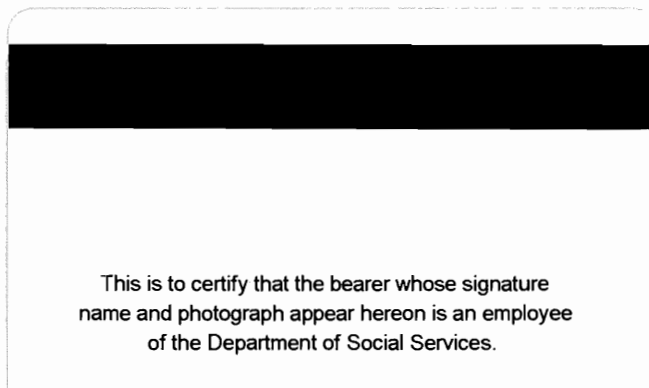 This is to certify that the bearer whose signature
name and photograph appear hereon is an employee
of the Department of Social Services.